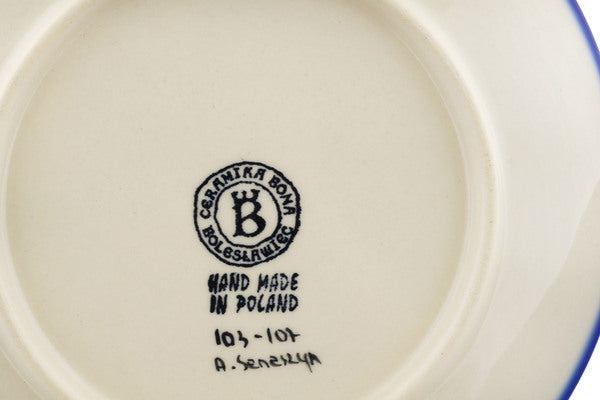 CERAMIKA BONA
B
BOLESŁAWIEC
HAND MADE
IN POLAND
103-107
A.